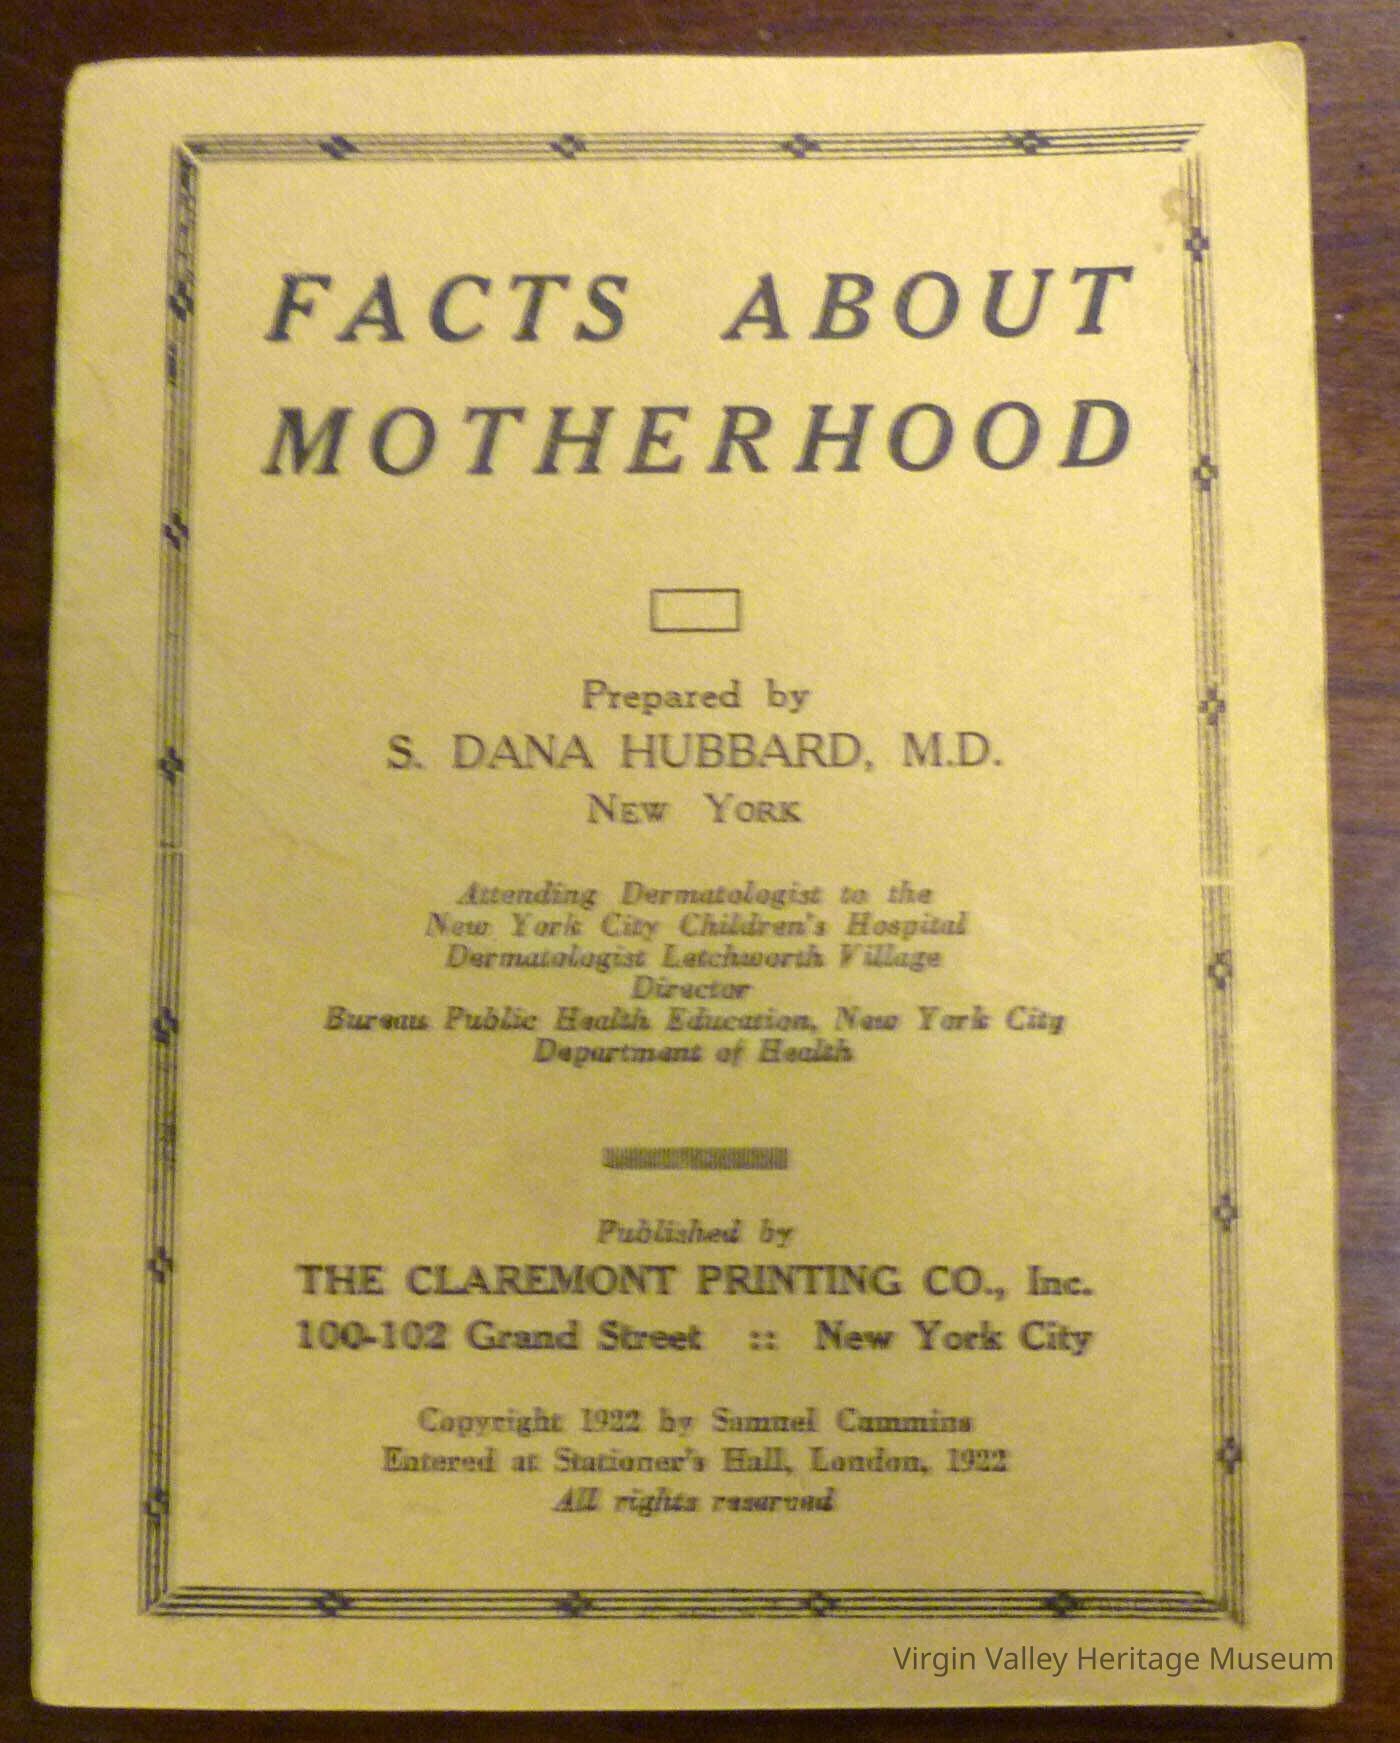 FACTS ABOUT
MOTHERHOOD
Prepared by
S. DANA HUBBARD, M.D.
NEW YORK
Attending Dermatologist to the
New York City Children's Hospital
Dermatologist Letchworth Village
Director
Bureau Public Health Education, New York City
Department of Health
Published by
THE CLAREMONT PRINTING CO., Inc.
100-102 Grand Street :: New York City
Copyright 1922 by Samuel Cummins
Entered at Stationer's Hall, London, 1922
All rights reserved
Virgin Valley Heritage Museum